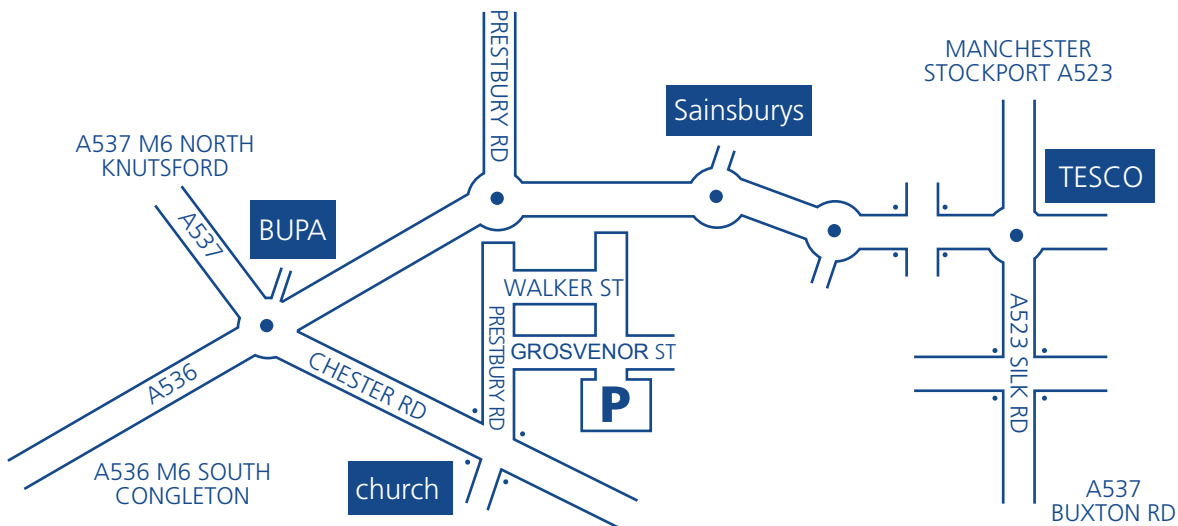 PRESTBURY RD
MANCHESTER
STOCKPORT A523
Sainsburys
A537 M6 NORTH
KNUTSFORD
TESCO
A537
BUPA
WALKER ST
PRESTBURY RD
GROSVENOR ST
A523 SILK RD
A536
CHESTER RD
P
A536 M6 SOUTH
CONGLETON
church
A537
BUXTON RD